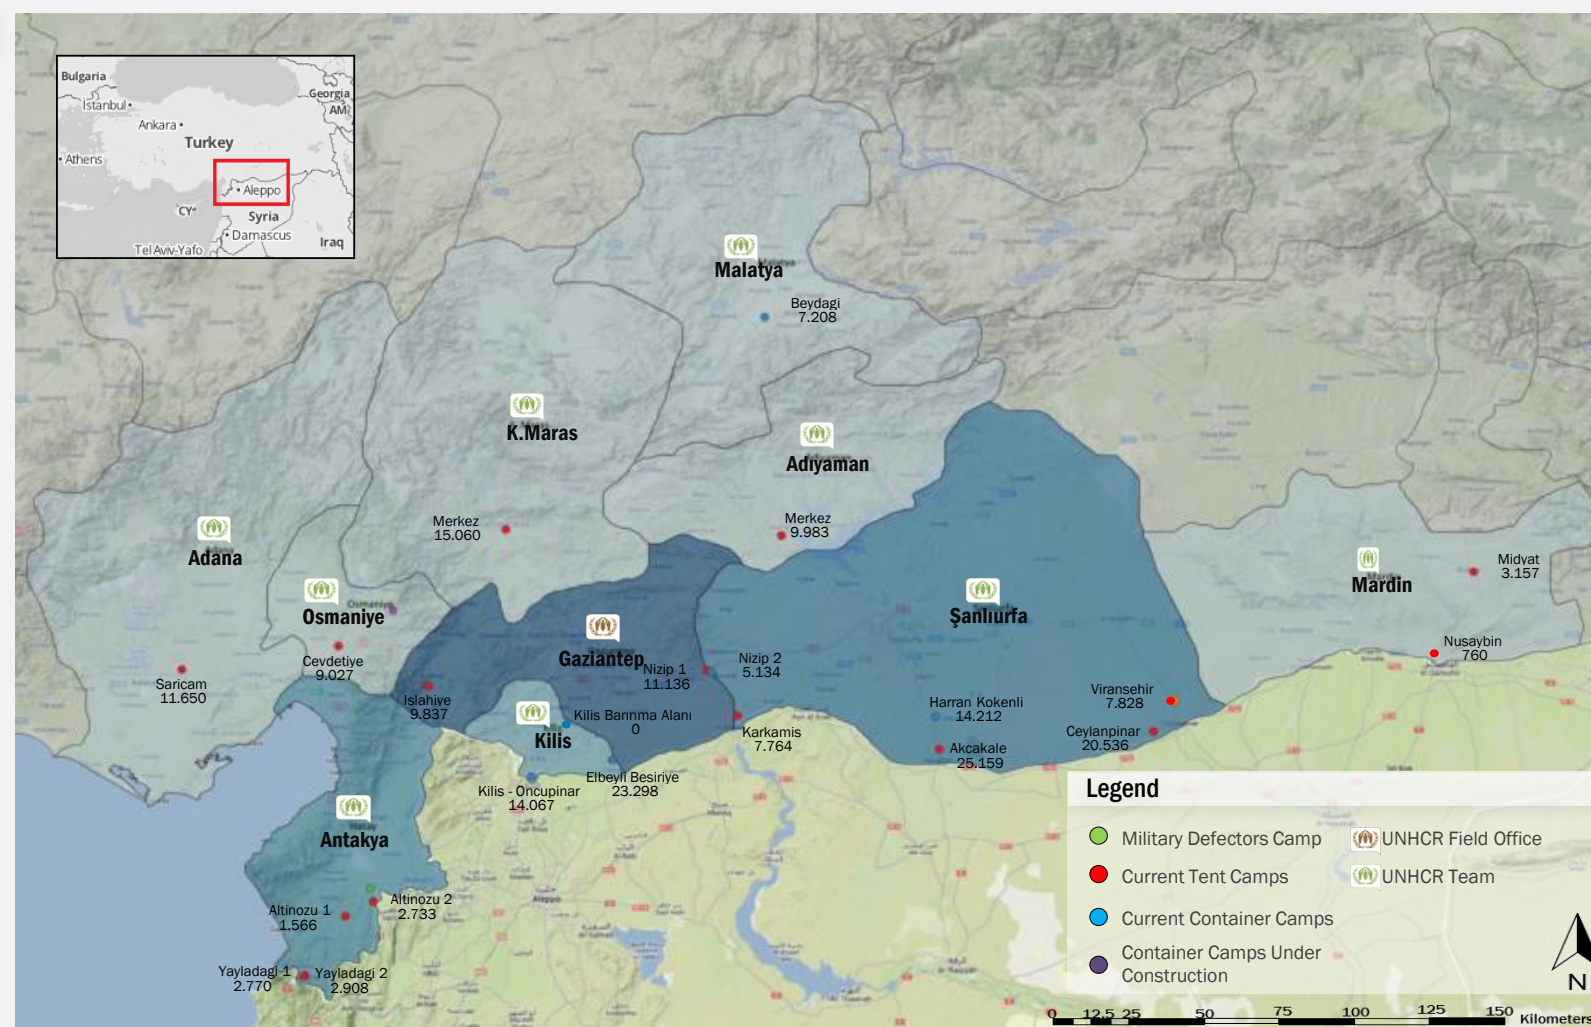 Bulgaria
Georgia
Istanbul
AM
Ankara
Turkey
Athens
Aleppo
CY
Syria
Damascus
Tel Aviv-Yafo
Iraq
Malatya
Beydagi
7.208
K.Maras
Adıyaman
Merkez
15.060
Merkez
9.983
Adana
Midyat
3.157
Mardin
Osmaniye
Osmaniye
Şanlıurfa
Gaziantep
Nusaybin
760
Cevdetiye
9.027
Saricam
11.650
Nizip 1
11.136
Nizip 2
5.134
Islahiye
9.837
Viransehir
7.828
Harran Kokenli
14.212
Kilis Barınma Alanı
0
Kilis
Karkamis
7.764
Ceylanpinar
20.536
Akcakale
25.159
Elbeyli Besiriye
23.298
Kilis - Oncupinar
14.067
Antakya
Altinozu 2
2.733
Altinozu 1
1.566
Yayladagi 1
2.770
Yayladagi 2
2.908
Aleppo
Legend
Military Defectors Camp
UNHCR Field Office
Current Tent Camps
UNHCR Team
Current Container Camps
Container Camps Under
Construction
N
0 12,5 25 50 75 100 125 150 Kilometers